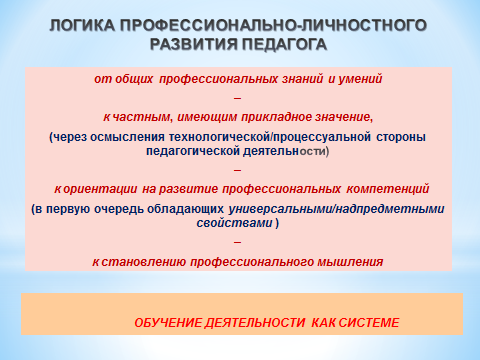 ЛОГИКА ПРОФЕССИОНАЛЬНО-ЛИЧНОСТНОГО
РАЗВИТИЯ ПЕДАГОГА
от общих профессиональных знаний и умений
–
к частным, имеющим прикладное значение,
(через осмысления технологической/процессуальной стороны
педагогической деятельности)
–
к ориентации на развитие профессиональных компетенций
(в первую очередь обладающих универсальными/надпредметными
свойствами )
–
к становлению профессионального мышления
ОБУЧЕНИЕ ДЕЯТЕЛЬНОСТИ КАК СИСТЕМЕ